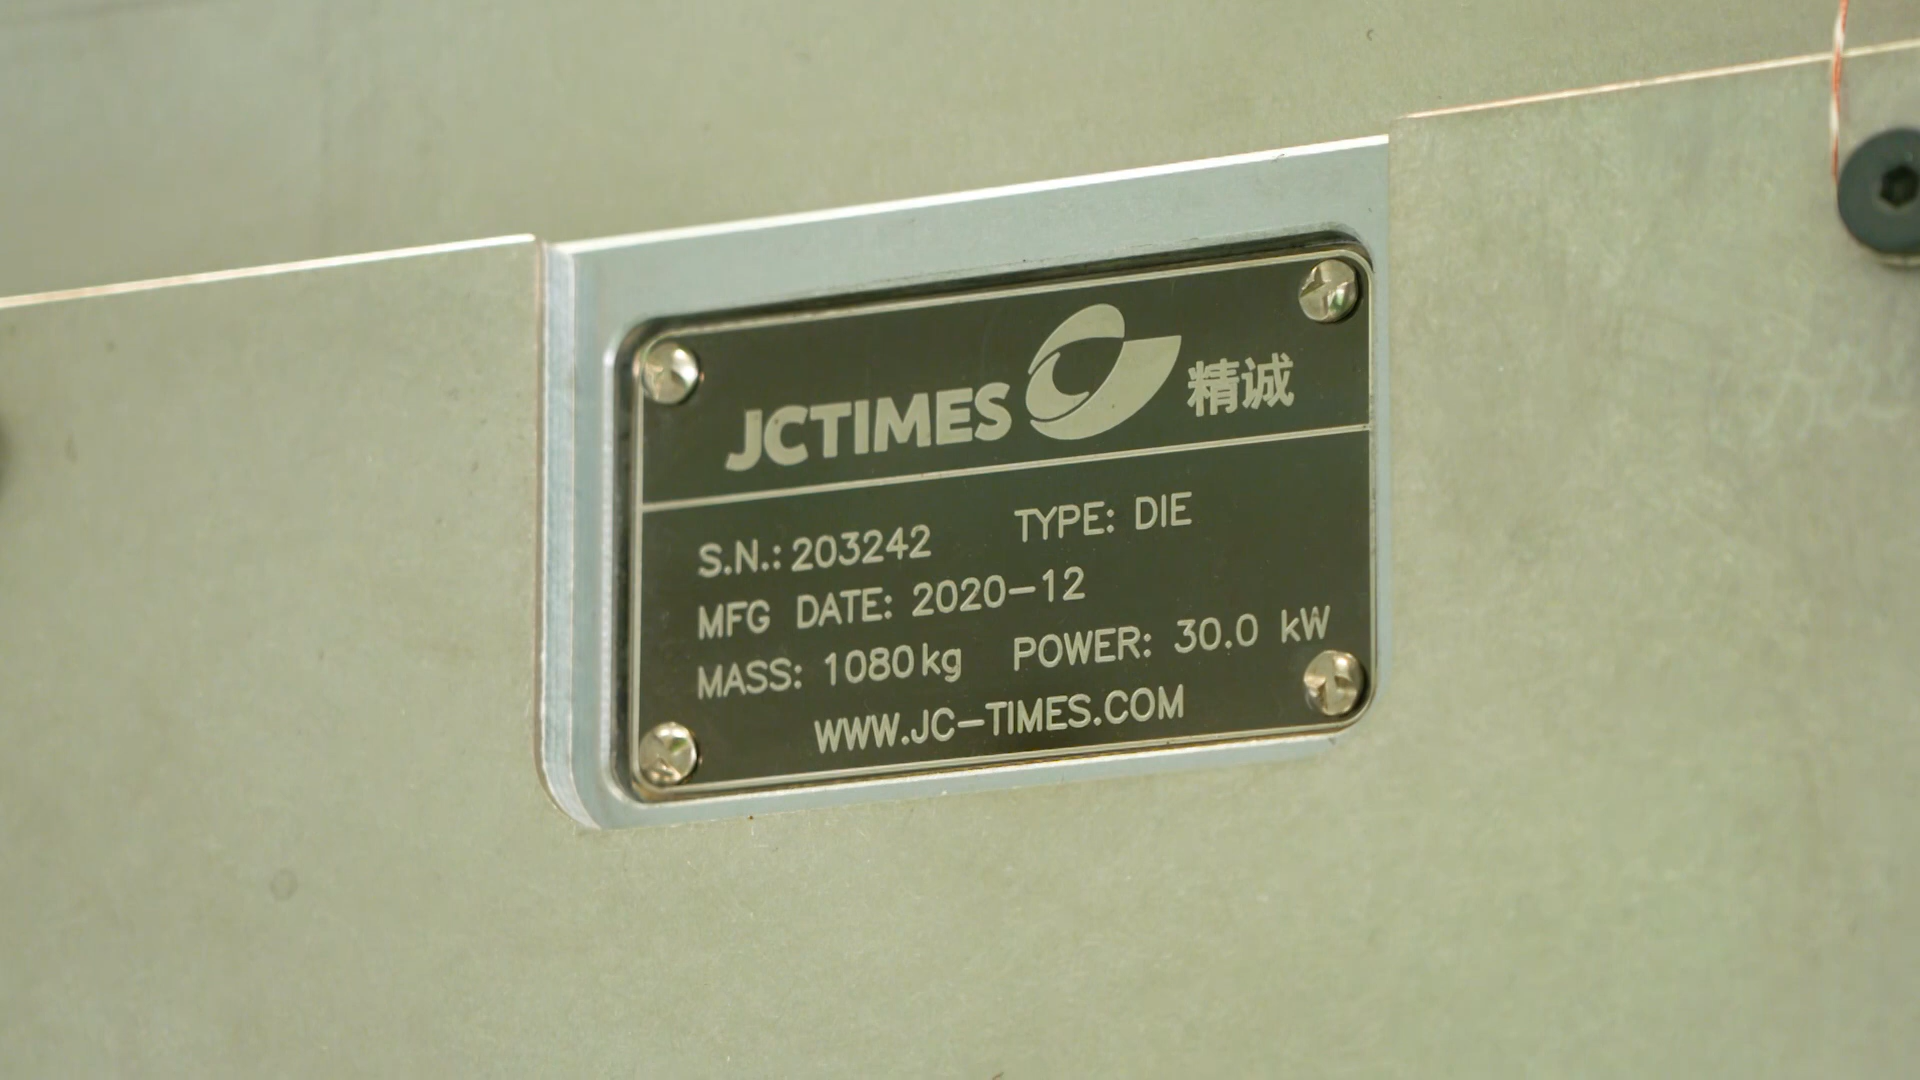 JCTIMES 精诚
S.N.: 203242 TYPE: DIE
MFG DATE: 2020-12
MASS: 1080kg POWER: 30.0 kW
WWW.JC-TIMES.COM